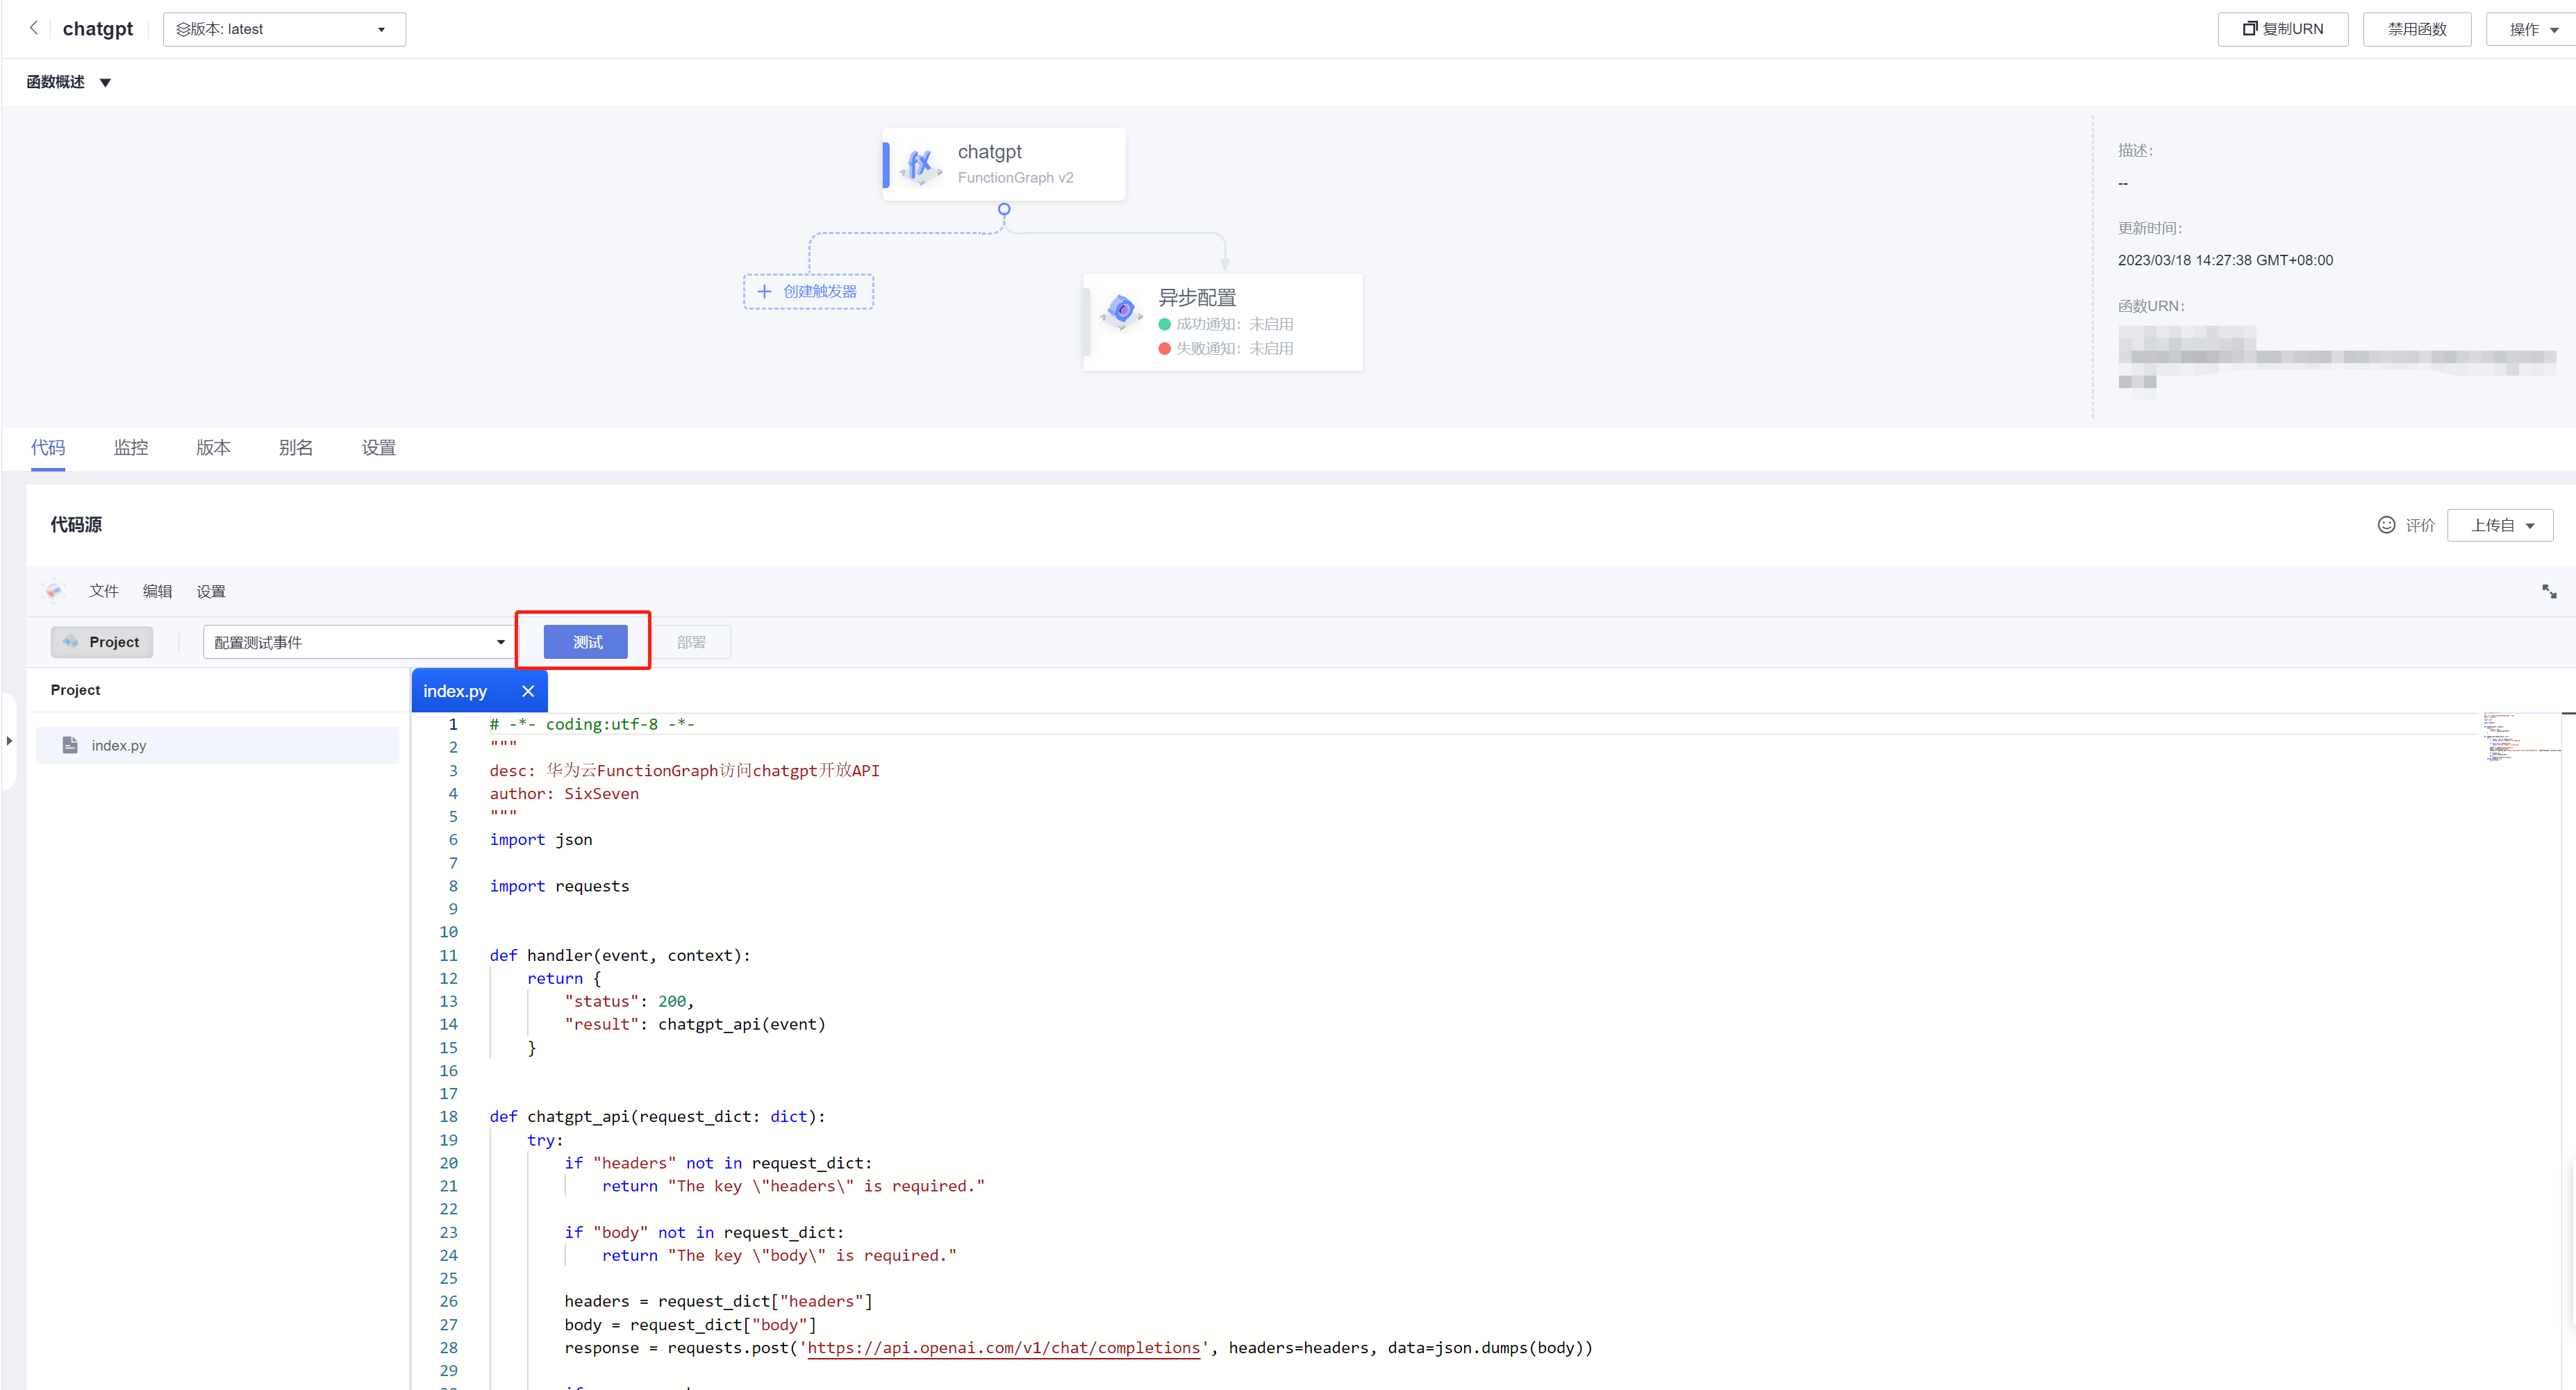 chatgpt
版本: latest
复制URN
禁用函数
操作
函数概述
chatgpt
FunctionGraph v2
创建触发器
异步配置
成功通知：未启用
失败通知：未启用
描述：
--
更新时间：
2023/03/18 14:27:38 GMT+08:00
函数URN：
代码
监控
版本
别名
设置
代码源
评价
上传自
文件
编辑
设置
Project
配置测试事件
测试
部署
Project
index.py
index.py
1 # -*- coding:utf-8 -*-
2 """
3 desc: 华为云FunctionGraph访问chatgpt开放API
4 author: SixSeven
5 """
6 import json
7
8 import requests
9
10
11 def handler(event, context):
12     return {
13         "status": 200,
14         "result": chatgpt_api(event)
15     }
16
17
18 def chatgpt_api(request_dict: dict):
19     try:
20         if "headers" not in request_dict:
21             return "The key \"headers\" is required."
22
23         if "body" not in request_dict:
24             return "The key \"body\" is required."
25
26         headers = request_dict["headers"]
27         body = request_dict["body"]
28         response = requests.post('https://api.openai.com/v1/chat/completions', headers=headers, data=json.dumps(body))
29